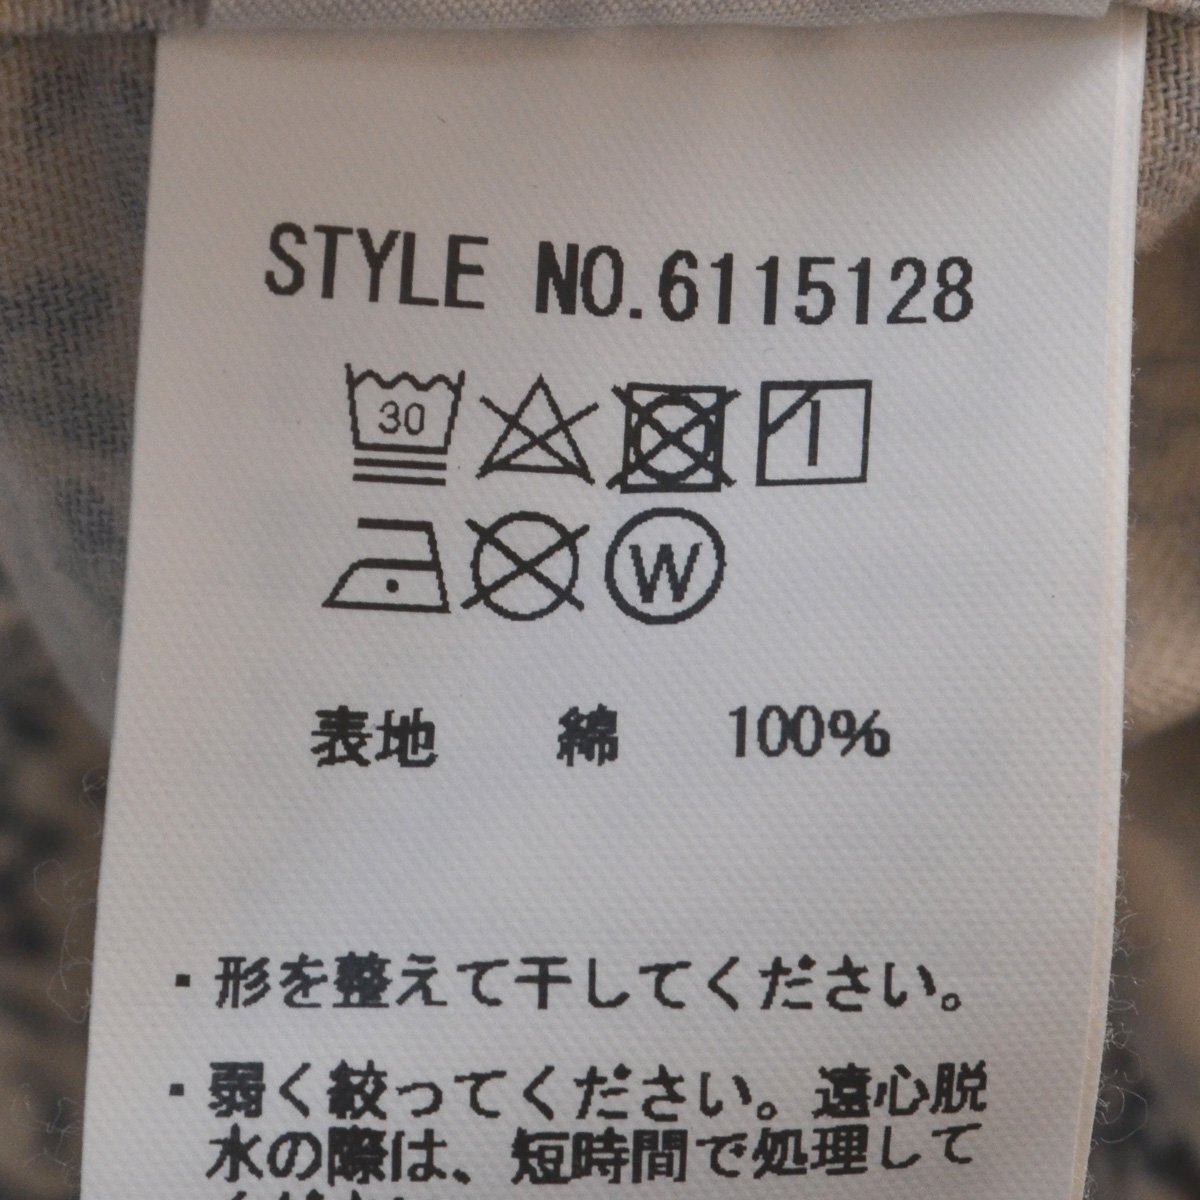 STYLE NO.6115128
30
W
表地 綿 100%
・形を整えて干してください。
・弱く絞ってください。遠心脱
水の際は、短時間で処理して